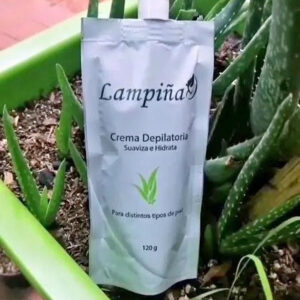 Lampiña
Crema Depilatoria
Suaviza e Hidrata
Para distintos tipos de piel
120 g